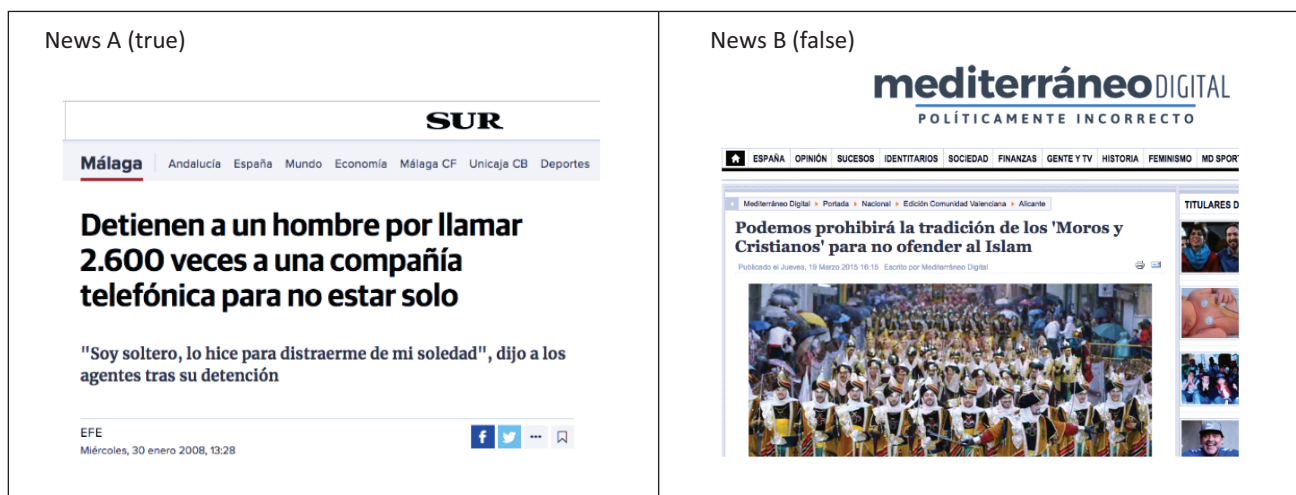 News A (true)
SUR
Málaga Andalucía España Mundo Economía Málaga CF Unicaja CB Deportes
Detienen a un hombre por llamar
2.600 veces a una compañía
telefónica para no estar solo
"Soy soltero, lo hice para distraerme de mi soledad", dijo a los
agentes tras su detención
EFE
Miércoles, 30 enero 2008, 13:28
News B (false)
mediterráneoDIGITAL
POLÍTICAMENTE INCORRECTO
ESPAÑA OPINIÓN SUCESOS IDENTITARIOS SOCIEDAD FINANZAS GENTE Y TV HISTORIA FEMINISMO MD SPOR
Mediterráneo Digital Portada Nacional Edición Comunidad Valenciana Alicante
TITULARES D
Podemos prohibirá la tradición de los 'Moros y
Cristianos' para no ofender al Islam
Publicado el Jueves, 19 Marzo 2015 16:15 Escrito por Mediterráneo Digital